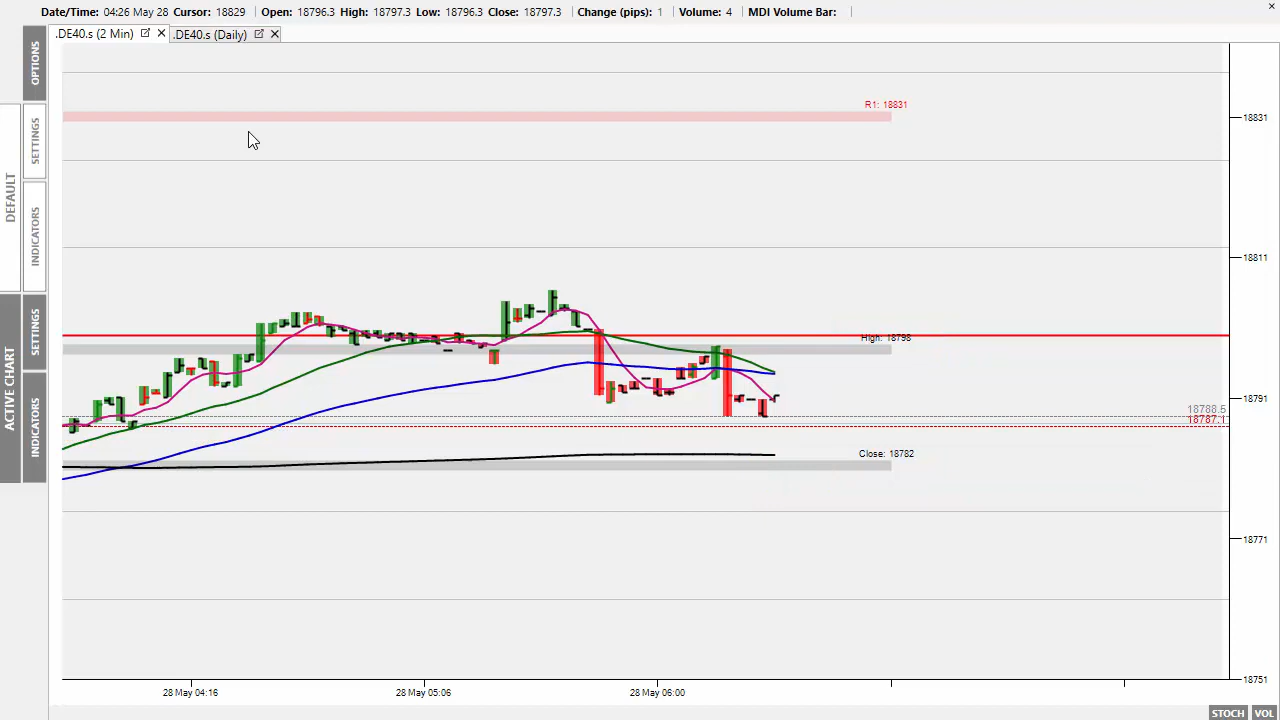 Date/Time: 04:26 May 28 Cursor: 18829 Open: 18796.3 High: 18797.3 Low: 18796.3 Close: 18797.3 Change (pips): 1 Volume: 4 MDI Volume Bar:
.DE40.s (2 Min) .DE40.s (Daily)
OPTIONS
SETTINGS
INDICATORS
DEFAULT
SETTINGS
INDICATORS
ACTIVE CHART
R1: 18831
18831
18811
High: 18798
18791
18788.5
18787.1
Close: 18782
18771
18751
28 May 04:16 28 May 05:06 28 May 06:00
STOCH VOL